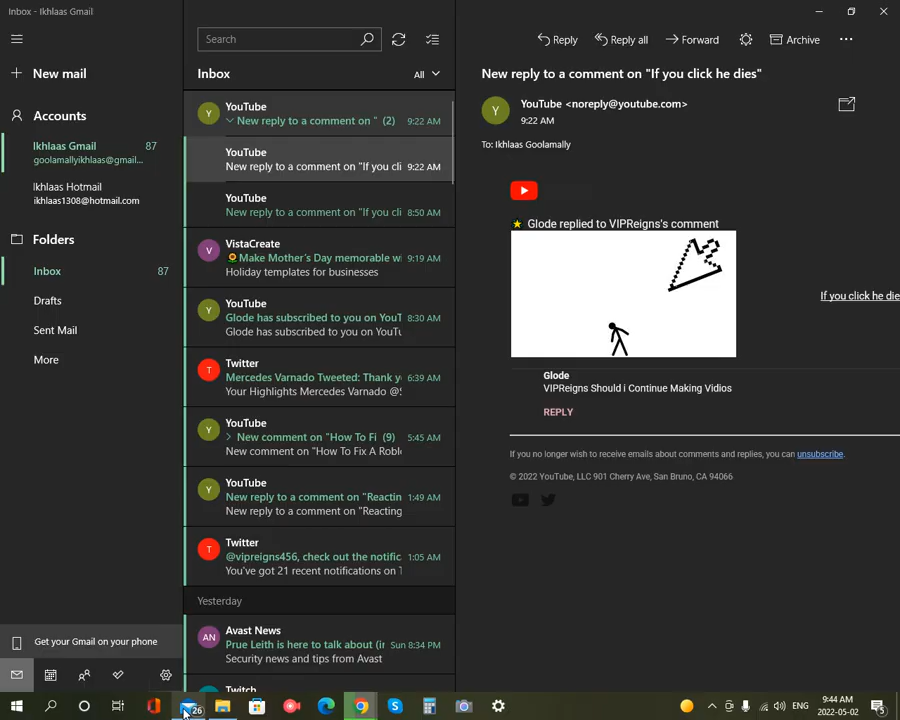 Inbox - Ikhlaas Gmail
Search
Reply
Reply all
Forward
Archive
New mail
Inbox
All
New reply to a comment on "If you click he dies"
YouTube
New reply to a comment on " (2) 9:22 AM
YouTube <noreply@youtube.com>
9:22 AM
Accounts
Ikhlaas Gmail 87
goolamallyikhlaas@gmail...
To: Ikhlaas Goolamally
YouTube
New reply to a comment on "If you cli 9:22 AM
Ikhlaas Hotmail
ikhlaas1308@hotmail.com
YouTube
New reply to a comment on "If you cli 8:50 AM
Glode replied to VIPReigns's comment
Folders
V
VistaCreate
Make Mother's Day memorable wi 9:19 AM
Holiday templates for businesses
Inbox 87
Drafts
Sent Mail
More
If you click he die
Y
YouTube
Glode has subscribed to you on YouT 8:30 AM
Glode has subscribed to you on YouTu
T
Twitter
Mercedes Varnado Tweeted: Thank y 6:39 AM
Your Highlights Mercedes Varnado @S
Glode
VIPReigns Should i Continue Making Vidios
REPLY
Y
YouTube
New comment on "How To Fi (9) 5:45 AM
New comment on "How To Fix A Roblo
If you no longer wish to receive emails about comments and replies, you can unsubscribe.
© 2022 YouTube, LLC 901 Cherry Ave, San Bruno, CA 94066
Y
YouTube
New reply to a comment on "Reactin 1:49 AM
New reply to a comment on "Reacting
T
Twitter
@vipreigns456, check out the notific 1:05 AM
You've got 21 recent notifications on T
Yesterday
AN
Avast News
Prue Leith is here to talk about (ir Sun 8:34 PM
Security news and tips from Avast
Twitch
Get your Gmail on your phone
26
ENG
9:44 AM
2022-05-02
5